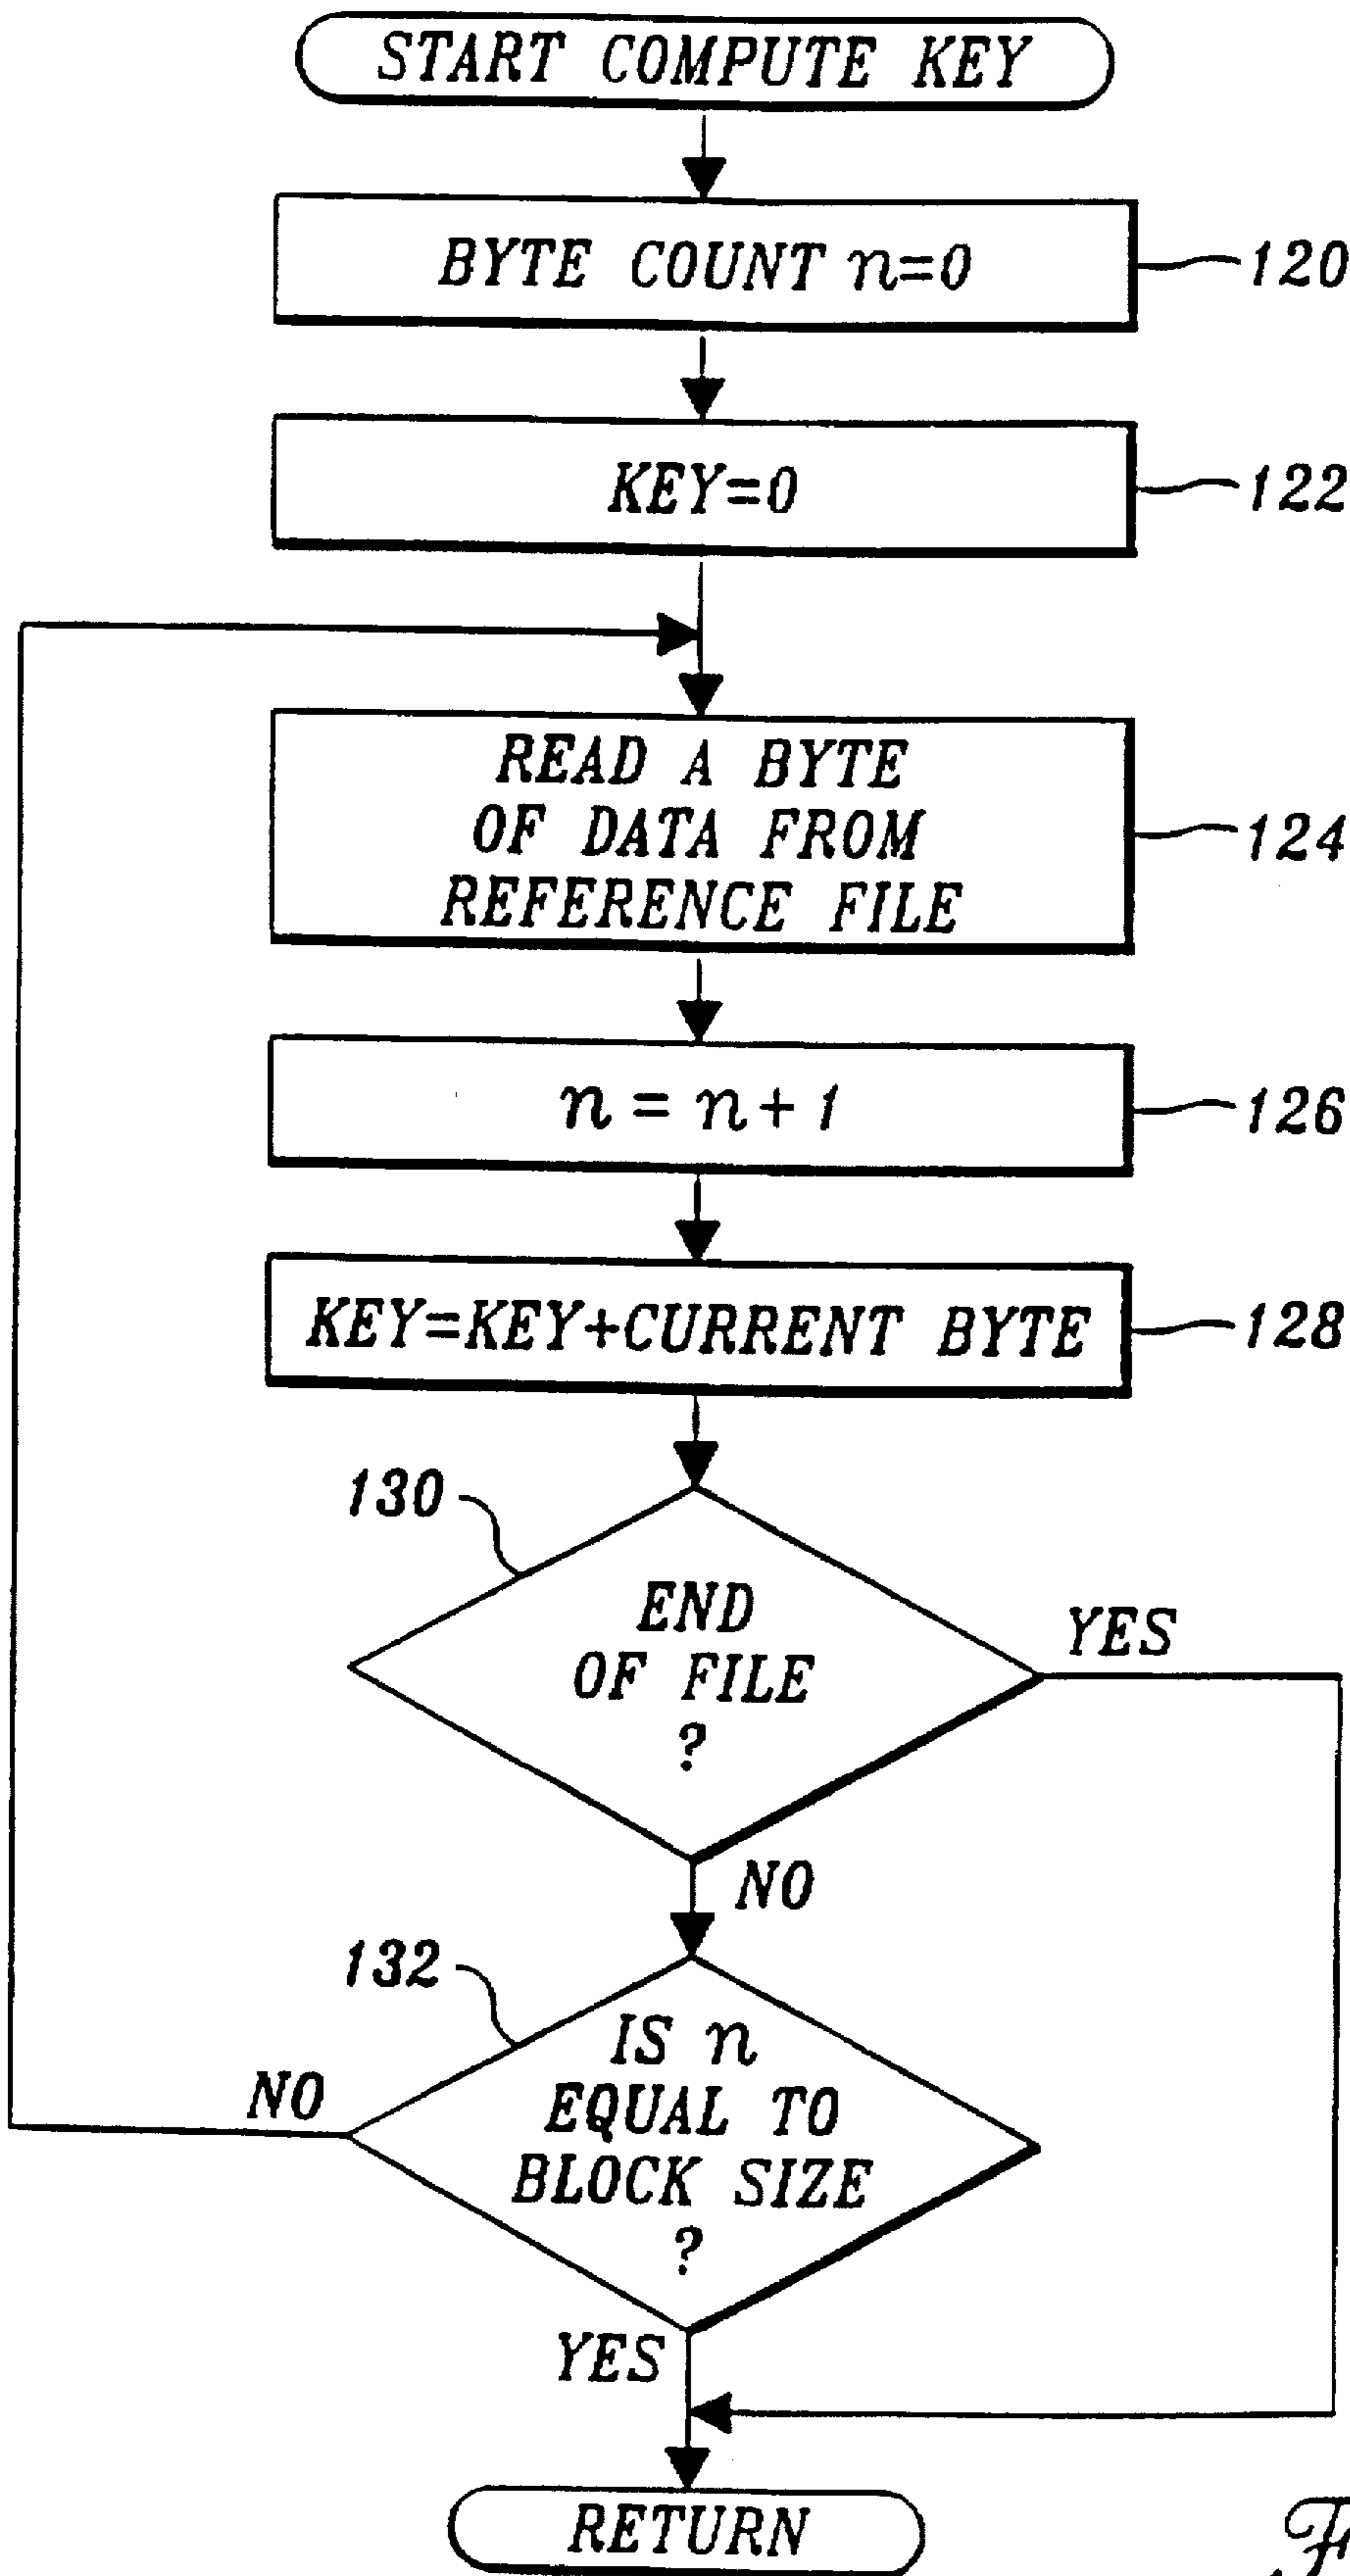 START COMPUTE KEY
BYTE COUNT n=0
120
KEY=0
122
READ A BYTE
OF DATA FROM
REFERENCE FILE
124
n = n + 1
126
KEY=KEY+CURRENT BYTE
128
130
END
OF FILE
?
YES
NO
132
IS n
EQUAL TO
BLOCK SIZE
?
NO
YES
RETURN